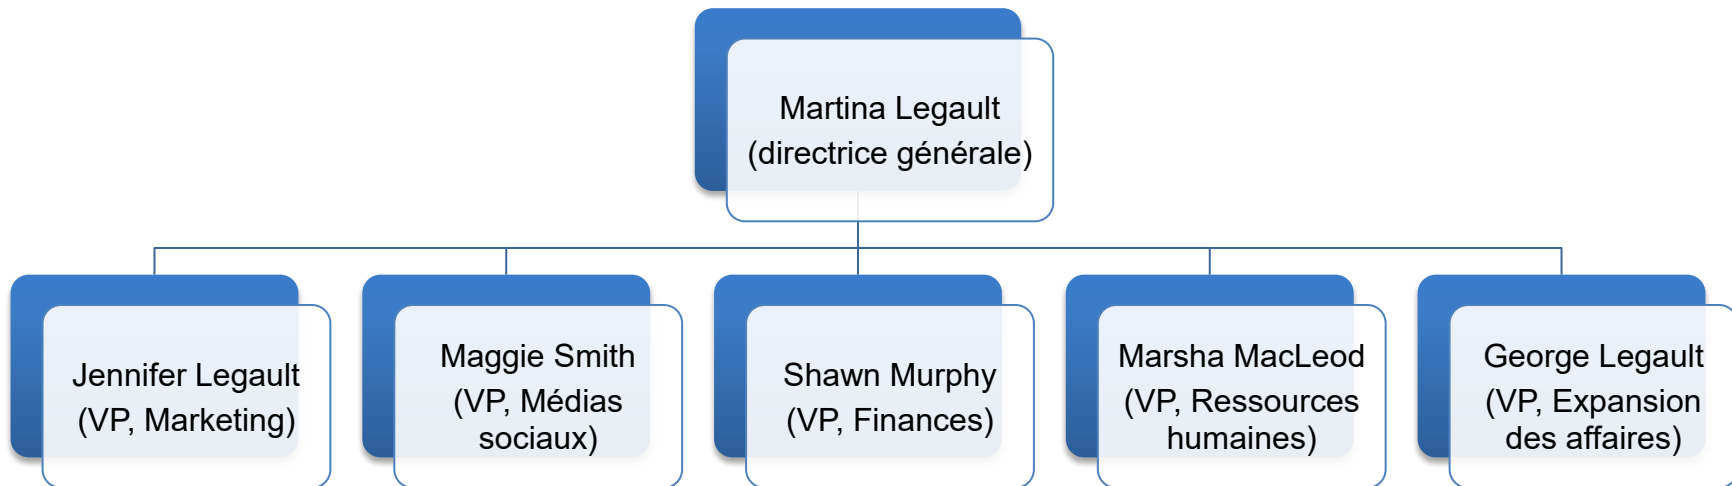 Martina Legault
(directrice générale)
Jennifer Legault
(VP, Marketing)
Maggie Smith
(VP, Médias
sociaux)
Shawn Murphy
(VP, Finances)
Marsha MacLeod
(VP, Ressources
humaines)
George Legault
(VP, Expansion
des affaires)